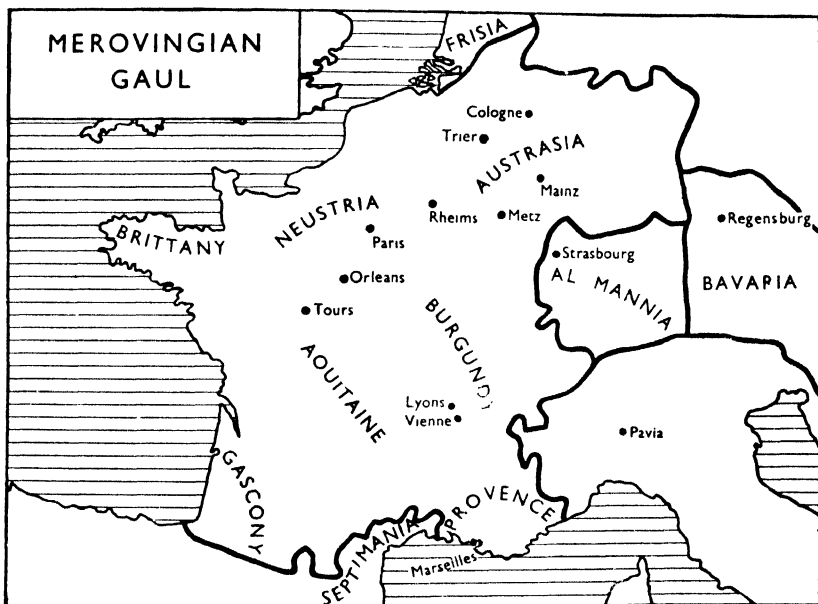 MEROVINGIAN
GAUL
FRISIA
Cologne
Trier
AUSTRASIA
Mainz
NEUSTRIA
Rheims
Metz
Regensburg
BRITTANY
Paris
Strasbourg
AL MANNIA
BAVARIA
Orleans
Tours
BURGUNDY
AQUITAINE
Lyons
Vienne
Pavia
GASCONY
SEPTIMANIA
PROVENCE
Marseilles